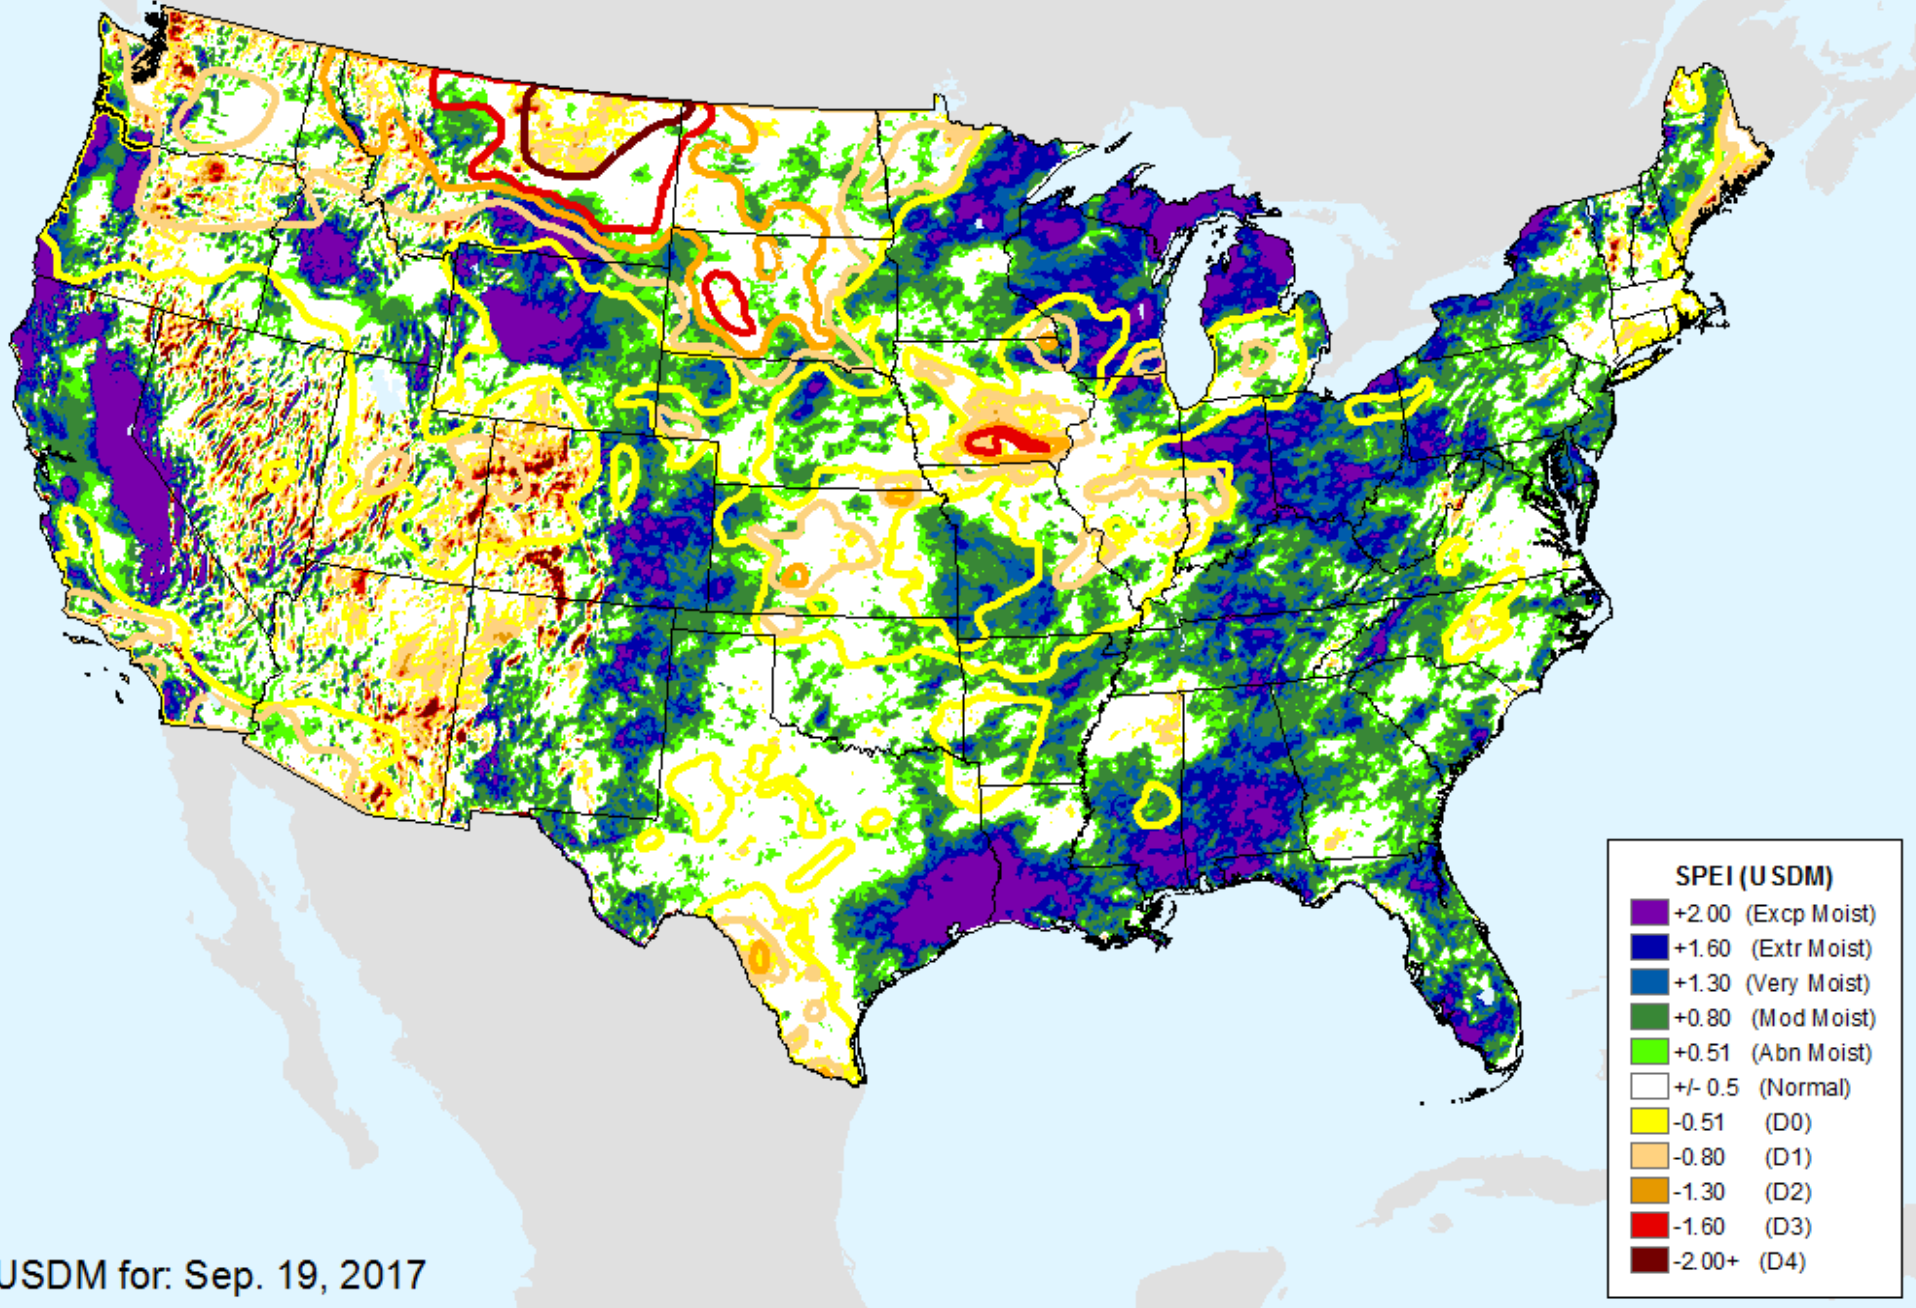 SPEI (USDM)
+2.00 (Excp Moist)
+1.60 (Extr Moist)
+1.30 (Very Moist)
+0.80 (Mod Moist)
+0.51 (Abn Moist)
+/- 0.5 (Normal)
-0.51 (D0)
-0.80 (D1)
-1.30 (D2)
-1.60 (D3)
-2.00+ (D4)
USDM for: Sep. 19, 2017